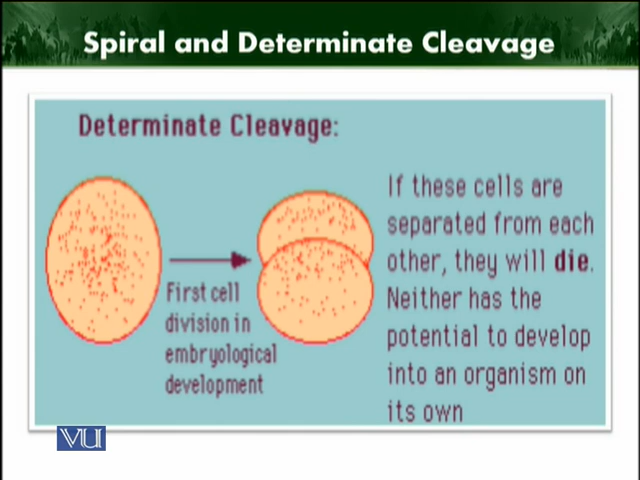 Spiral and Determinate Cleavage
Determinate Cleavage:
First cell
division in
embryological
development
If these cells are
separated from each
other, they will die.
Neither has the
potential to develop
into an organism on
its own
VU